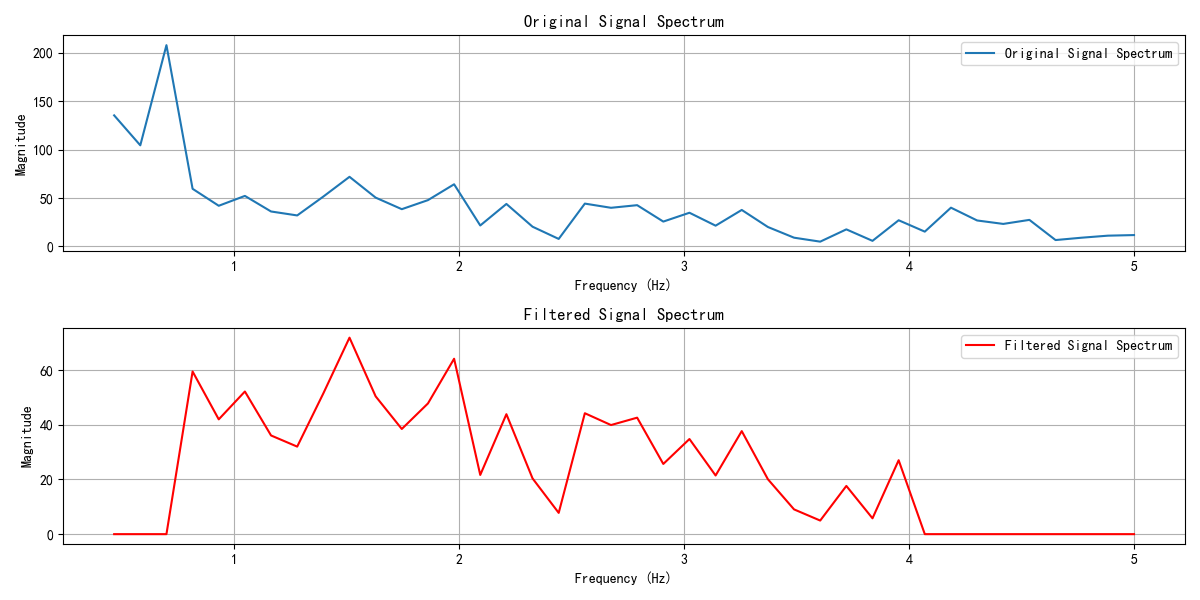 Original Signal Spectrum
200
150
100
50
0
Magnitude
Original Signal Spectrum
1 2 3 4 5
Frequency (Hz)
Filtered Signal Spectrum
60
40
20
0
Magnitude
Filtered Signal Spectrum
1 2 3 4 5
Frequency (Hz)